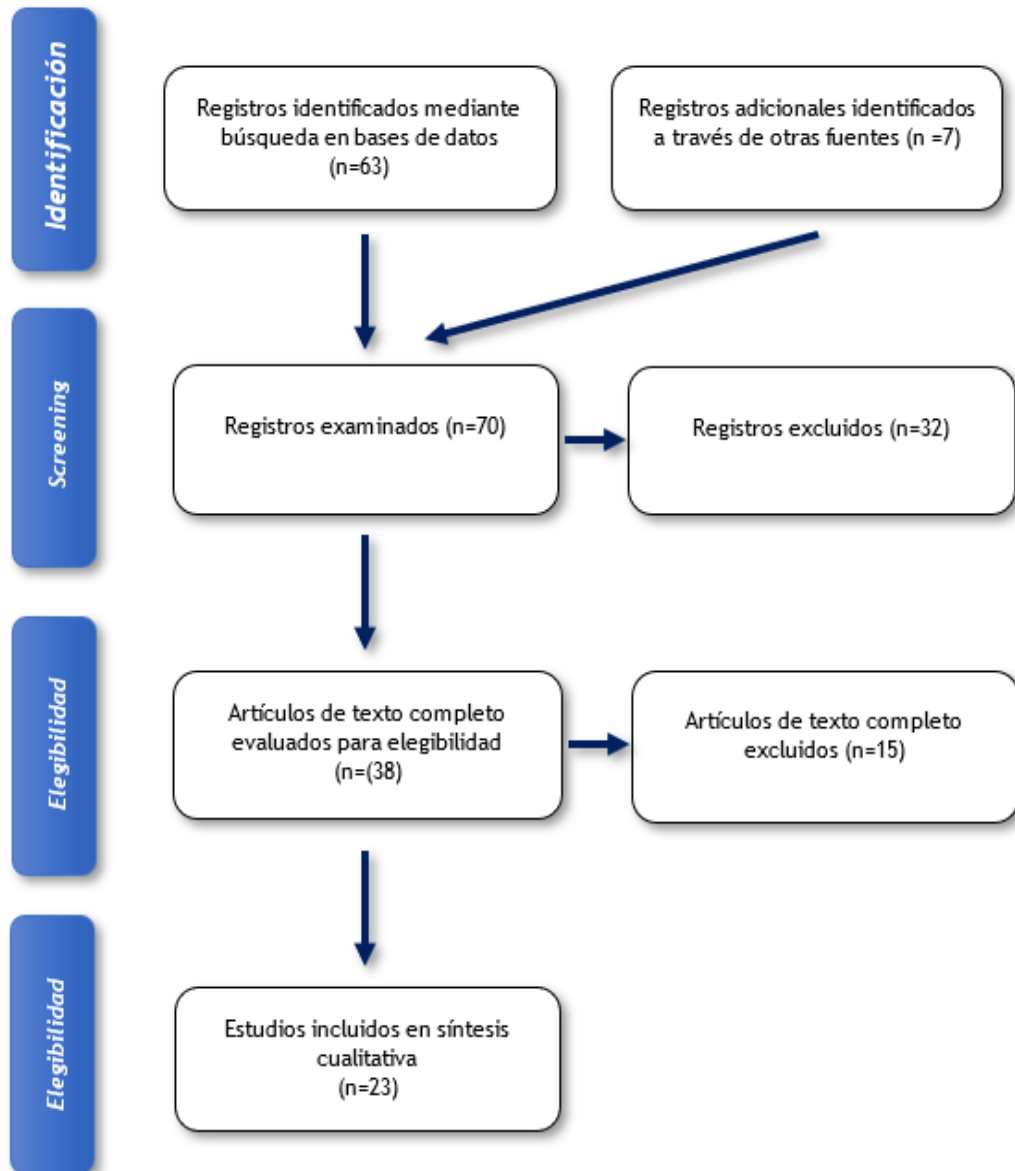 Identificación
Registros identificados mediante
búsqueda en bases de datos
(n=63)
Registros adicionales identificados
a través de otras fuentes (n =7)
Screening
Registros examinados (n=70)
Registros excluidos (n=32)
Elegibilidad
Artículos de texto completo
evaluados para elegibilidad
(n=(38)
Artículos de texto completo
excluidos (n=15)
Elegibilidad
Estudios incluidos en síntesis
cualitativa
(n=23)